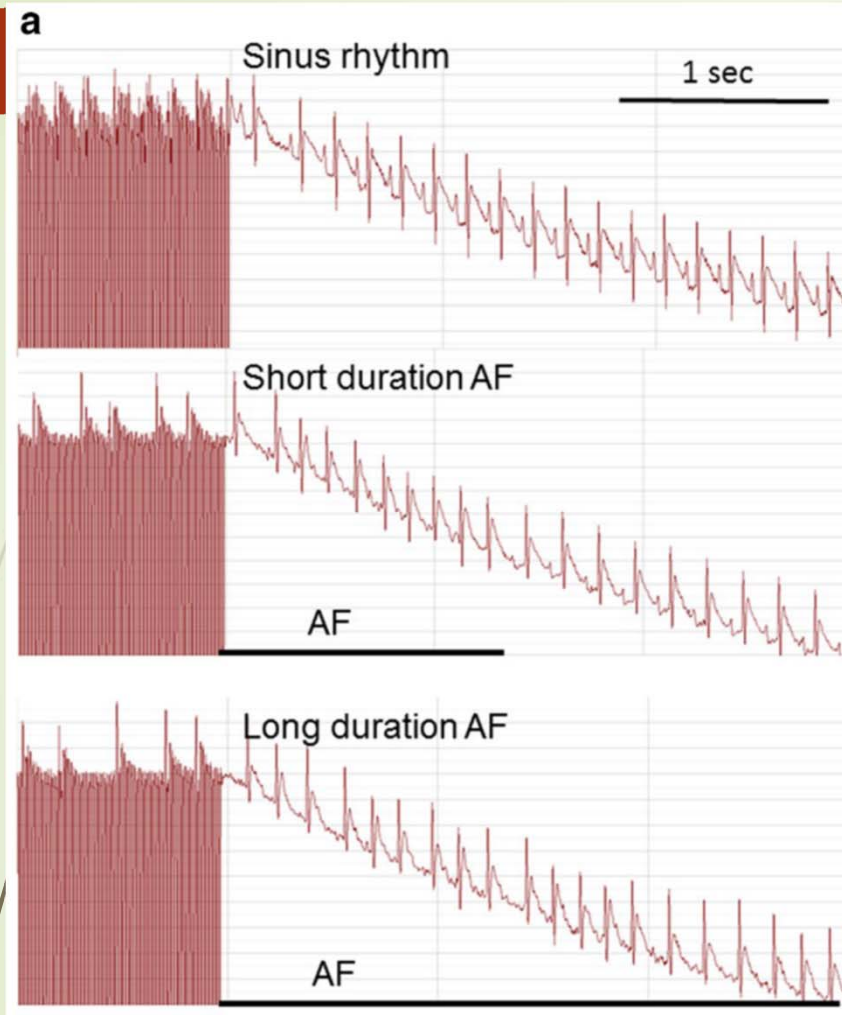 a
Sinus rhythm
1 sec
Short duration AF
AF
Long duration AF
AF